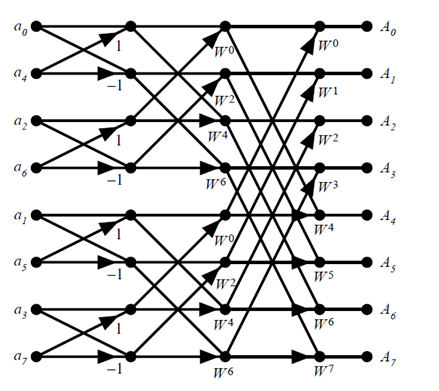 a0 A0
1 W0
a4 A1
−1 W2 W1
a2 A2
1 W4 W2
a6 A3
−1 W6 W3
a1 A4
1 W0 W4
a5 A5
−1 W2 W5
a3 A6
1 W4 W6
a7 A7
−1 W6 W7